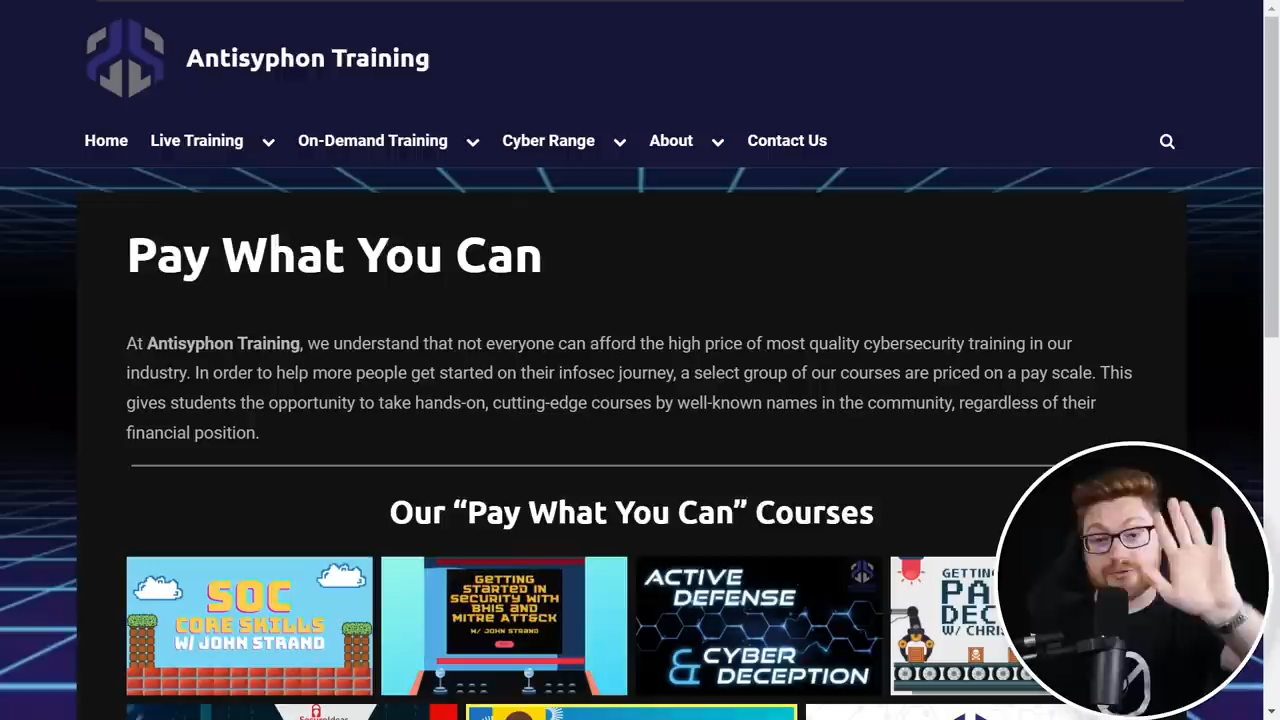 Antisyphon Training
Home Live Training On-Demand Training Cyber Range About Contact Us
Pay What You Can
At Antisyphon Training, we understand that not everyone can afford the high price of most quality cybersecurity training in our
industry. In order to help more people get started on their infosec journey, a select group of our courses are priced on a pay scale. This
gives students the opportunity to take hands-on, cutting-edge courses by well-known names in the community, regardless of their
financial position.
Our “Pay What You Can” Courses
SOC
CORE SKILLS
W/ JOHN STRAND
GETTING
STARTED IN
SECURITY WITH
BHIS AND
MITRE ATT&CK
W/ JOHN STRAND
ACTIVE
DEFENSE
& CYBER
DECEPTION
W/